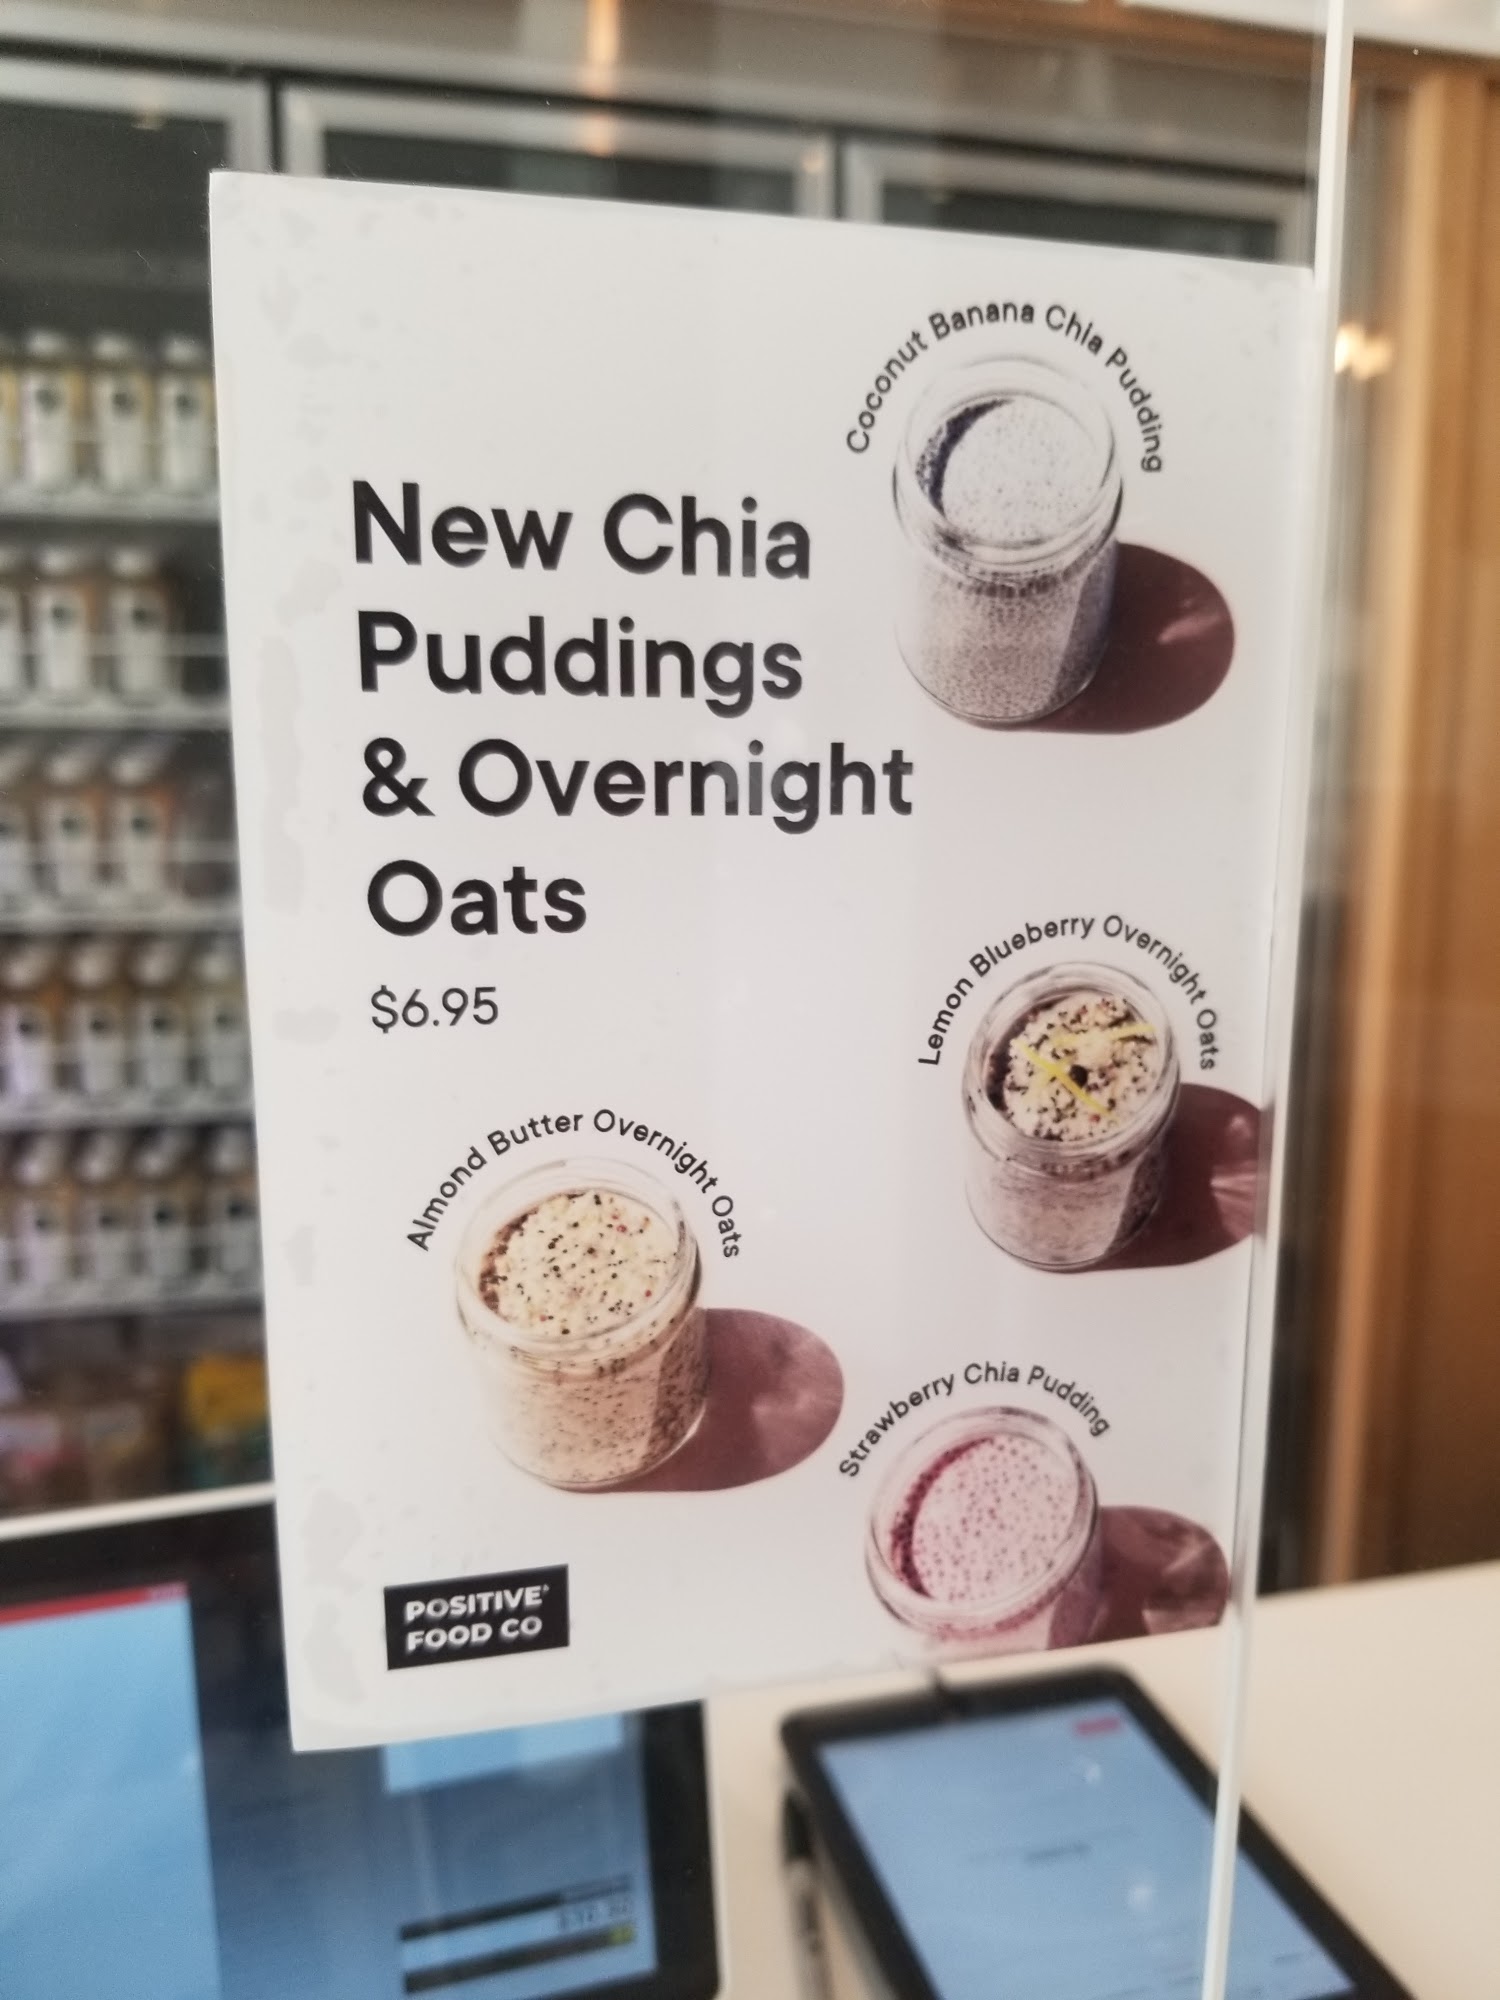 New Chia
Puddings
& Overnight
Oats
$6.95
Coconut Banana Chia Pudding
Lemon Blueberry Overnight Oats
Almond Butter Overnight Oats
Strawberry Chia Pudding
POSITIVE
FOOD CO